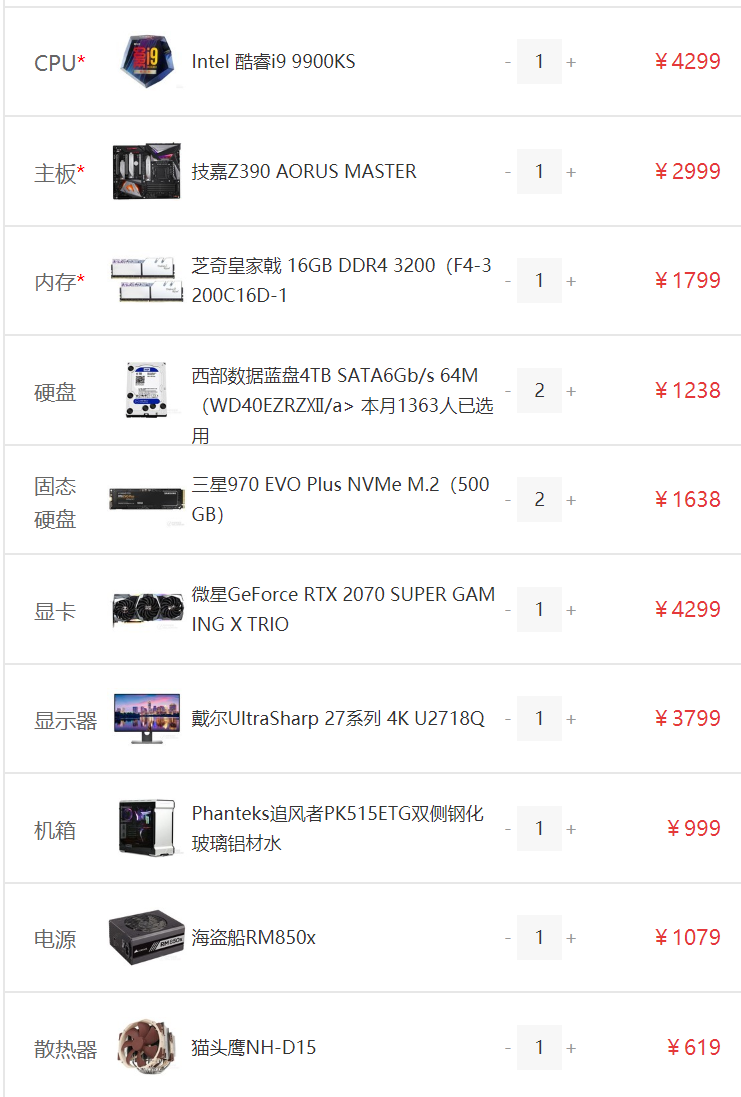 CPU* Intel 酷睿i9 9900KS - 1 + ￥4299
主板* 技嘉Z390 AORUS MASTER - 1 + ￥2999
内存* 芝奇皇家戟 16GB DDR4 3200（F4-3 - 1 + ￥1799
200C16D-1
硬盘 西部数据蓝盘4TB SATA6Gb/s 64M - 2 + ￥1238
（WD40EZRZXII/a> 本月1363人已选
用
固态 三星970 EVO Plus NVMe M.2（500 - 2 + ￥1638
硬盘 GB）
显卡 微星GeForce RTX 2070 SUPER GAM - 1 + ￥4299
ING X TRIO
显示器 戴尔UltraSharp 27系列 4K U2718Q - 1 + ￥3799
机箱 Phanteks追风者PK515ETG双侧钢化 - 1 + ￥999
玻璃铝材水
电源 海盗船RM850x - 1 + ￥1079
散热器 猫头鹰NH-D15 - 1 + ￥619